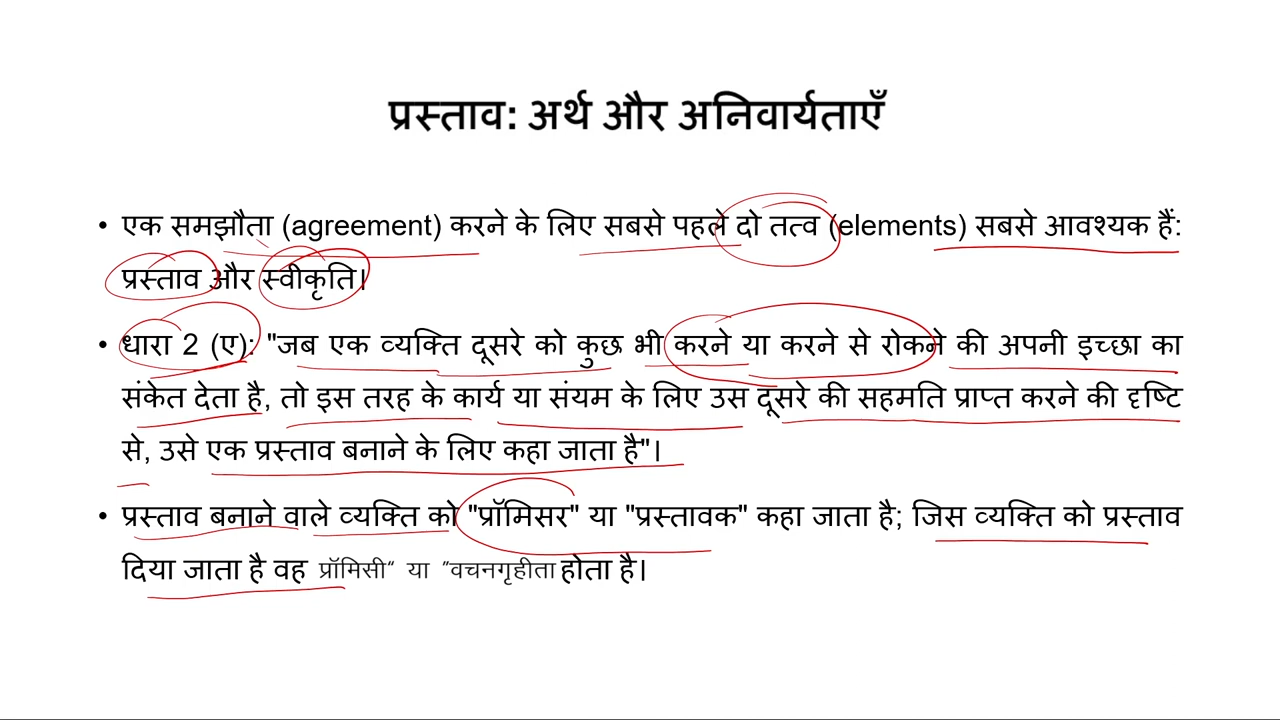 प्रस्ताव: अर्थ और अनिवार्यताएँ
• एक समझौता (agreement) करने के लिए सबसे पहले दो तत्व (elements) सबसे आवश्यक हैं:
प्रस्ताव और स्वीकृति।
• धारा 2 (ए): "जब एक व्यक्ति दूसरे को कुछ भी करने या करने से रोकने की अपनी इच्छा का
संकेत देता है, तो इस तरह के कार्य या संयम के लिए उस दूसरे की सहमति प्राप्त करने की दृष्टि
से, उसे एक प्रस्ताव बनाने के लिए कहा जाता है"।
• प्रस्ताव बनाने वाले व्यक्ति को "प्रॉमिसर" या "प्रस्तावक" कहा जाता है; जिस व्यक्ति को प्रस्ताव
दिया जाता है वह प्रॉमिसी“ या ”वचनगृहीता होता है।